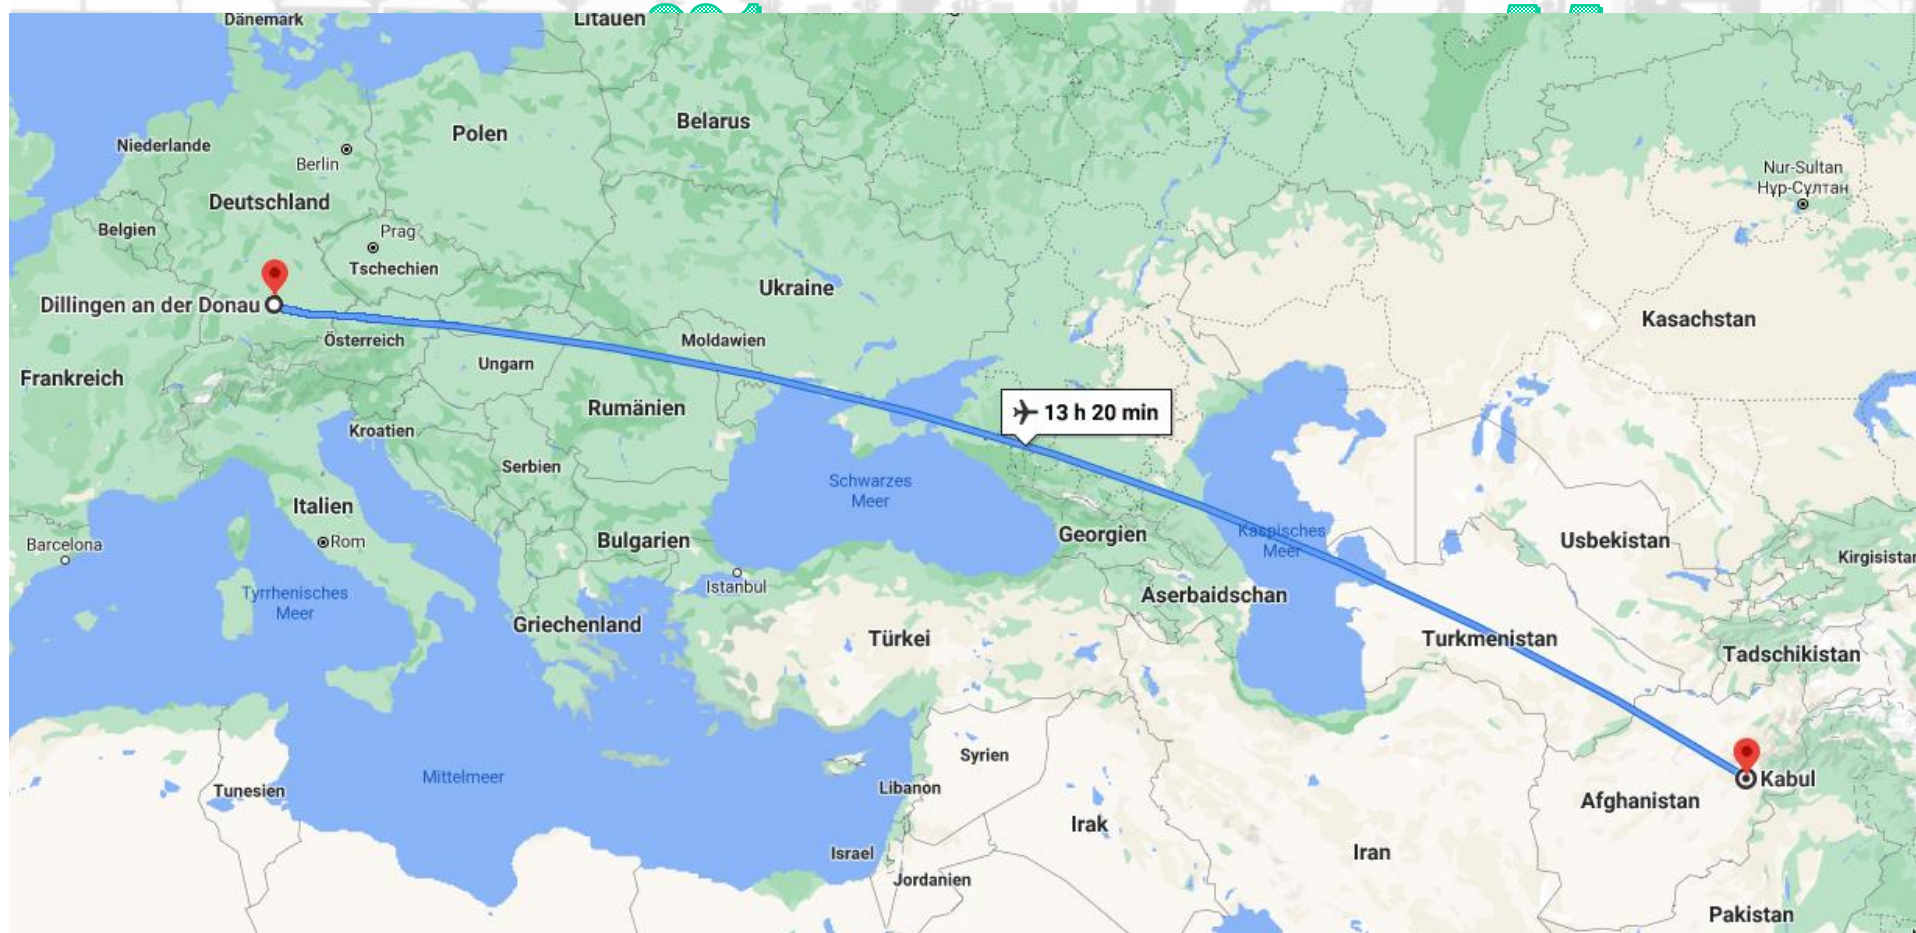 Dänemark
Litauen
Niederlande
Berlin
Polen
Belarus
Nur-Sultan
Нұр-Сұлтан
Deutschland
Belgien
Prag
Tschechien
Ukraine
Dillingen an der Donau
Österreich
Moldawien
Kasachstan
Ungarn
Frankreich
Rumänien
13 h 20 min
Kroatien
Serbien
Schwarzes
Meer
Italien
Rom
Bulgarien
Georgien
Kaspisches
Meer
Usbekistan
Barcelona
Kirgisistan
Istanbul
Tyrrhenisches
Meer
Aserbaidschan
Griechenland
Türkei
Turkmenistan
Tadschikistan
Syrien
Mittelmeer
Kabul
Tunesien
Libanon
Afghanistan
Irak
Israel
Iran
Jordanien
Pakistan